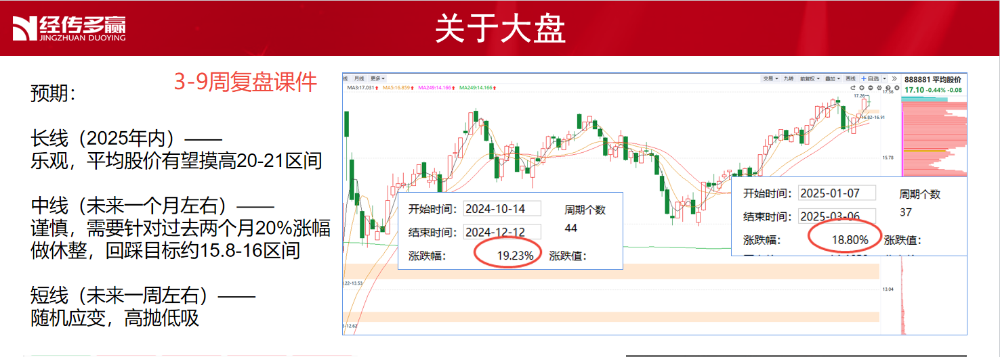 经传多赢
JINGZHUAN DUOYING
关于大盘
3-9周复盘课件
预期：
长线（2025年内）——
乐观，平均股价有望摸高20-21区间
中线（未来一个月左右）——
谨慎，需要针对过去两个月20%涨幅
做休整，回踩目标约15.8-16区间
短线（未来一周左右）——
随机应变，高抛低吸
线 月线 更多
交易 九转 前复权 叠加 画线 +自选
MA3:17.031 MA5:16.859 MA249:14.166 MA249:14.166
888881 平均股价
17.10 -0.44% -0.08
17.36
17.26
16.82-16.91
15.78
13.04
.22-13.53
3-12.62
开始时间： 2024-10-14 周期个数
结束时间： 2024-12-12 44
涨跌幅： 19.23% 涨跌值：
开始时间： 2025-01-07 周期个数
结束时间： 2025-03-06 37
涨跌幅： 18.80% 涨跌值：